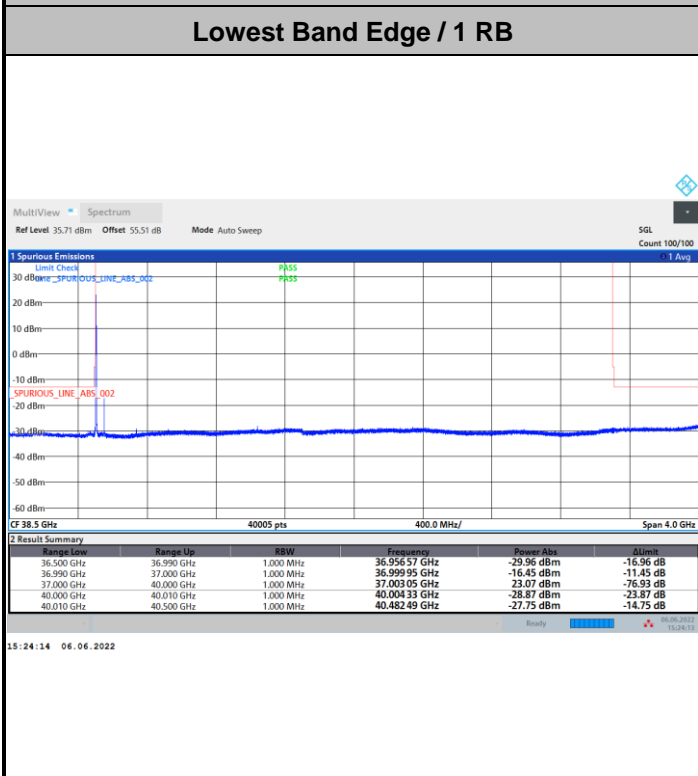 Lowest Band Edge / 1 RB
MultiView Spectrum
Ref Level 35.71 dBm Offset 55.51 dB Mode Auto Sweep SGL
Count 100/100
1 Spurious Emissions 1 Avg
Limit Check PASS
30 dBm Line _SPURIOUS_LINE_ABS_002 PASS
20 dBm
10 dBm
0 dBm
-10 dBm
_SPURIOUS_LINE_ABS_002
-20 dBm
-30 dBm
-40 dBm
-50 dBm
-60 dBm
CF 38.5 GHz 40005 pts 400.0 MHz/ Span 4.0 GHz
2 Result Summary
Range Low Range Up RBW Frequency Power Abs ΔLimit
36.500 GHz 36.990 GHz 1.000 MHz 36.956 57 GHz -29.96 dBm -16.96 dB
36.990 GHz 37.000 GHz 1.000 MHz 36.999 95 GHz -16.45 dBm -11.45 dB
37.000 GHz 40.000 GHz 1.000 MHz 37.003 05 GHz 23.07 dBm -76.93 dB
40.000 GHz 40.010 GHz 1.000 MHz 40.004 33 GHz -28.87 dBm -23.87 dB
40.010 GHz 40.500 GHz 1.000 MHz 40.482 49 GHz -27.75 dBm -14.75 dB
Ready 06.06.2022
15:24:13
15:24:14 06.06.2022